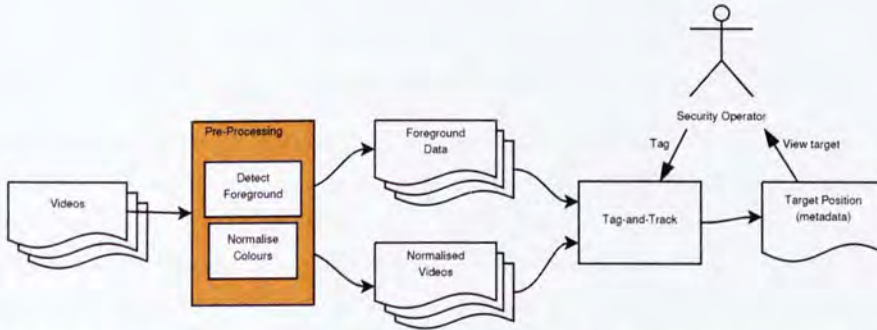 Security Operator
Pre-Processing
Foreground
Data
Tag
View target
Detect
Foreground
Videos
Tag-and-Track
Target Position
(metadata)
Normalise
Colours
Normalised
Videos